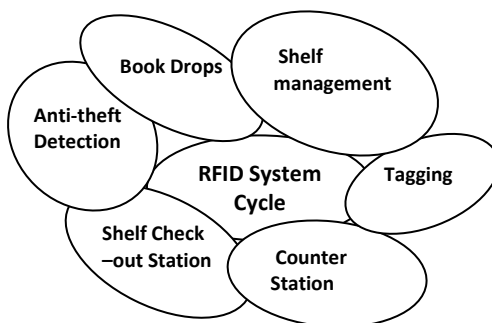 Book Drops
Shelf
management
Anti-theft
Detection
RFID System
Cycle
Tagging
Shelf Check
–out Station
Counter
Station